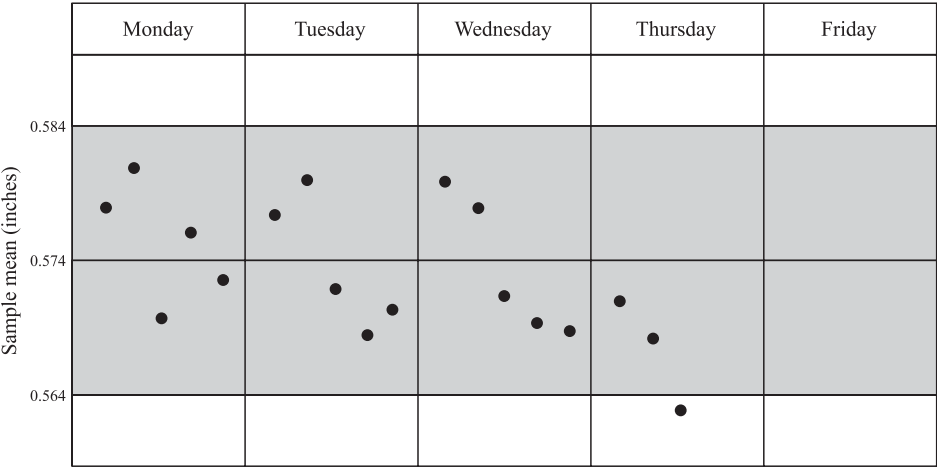 Monday
Tuesday
Wednesday
Thursday
Friday
0.584
0.574
0.564
Sample mean (inches)